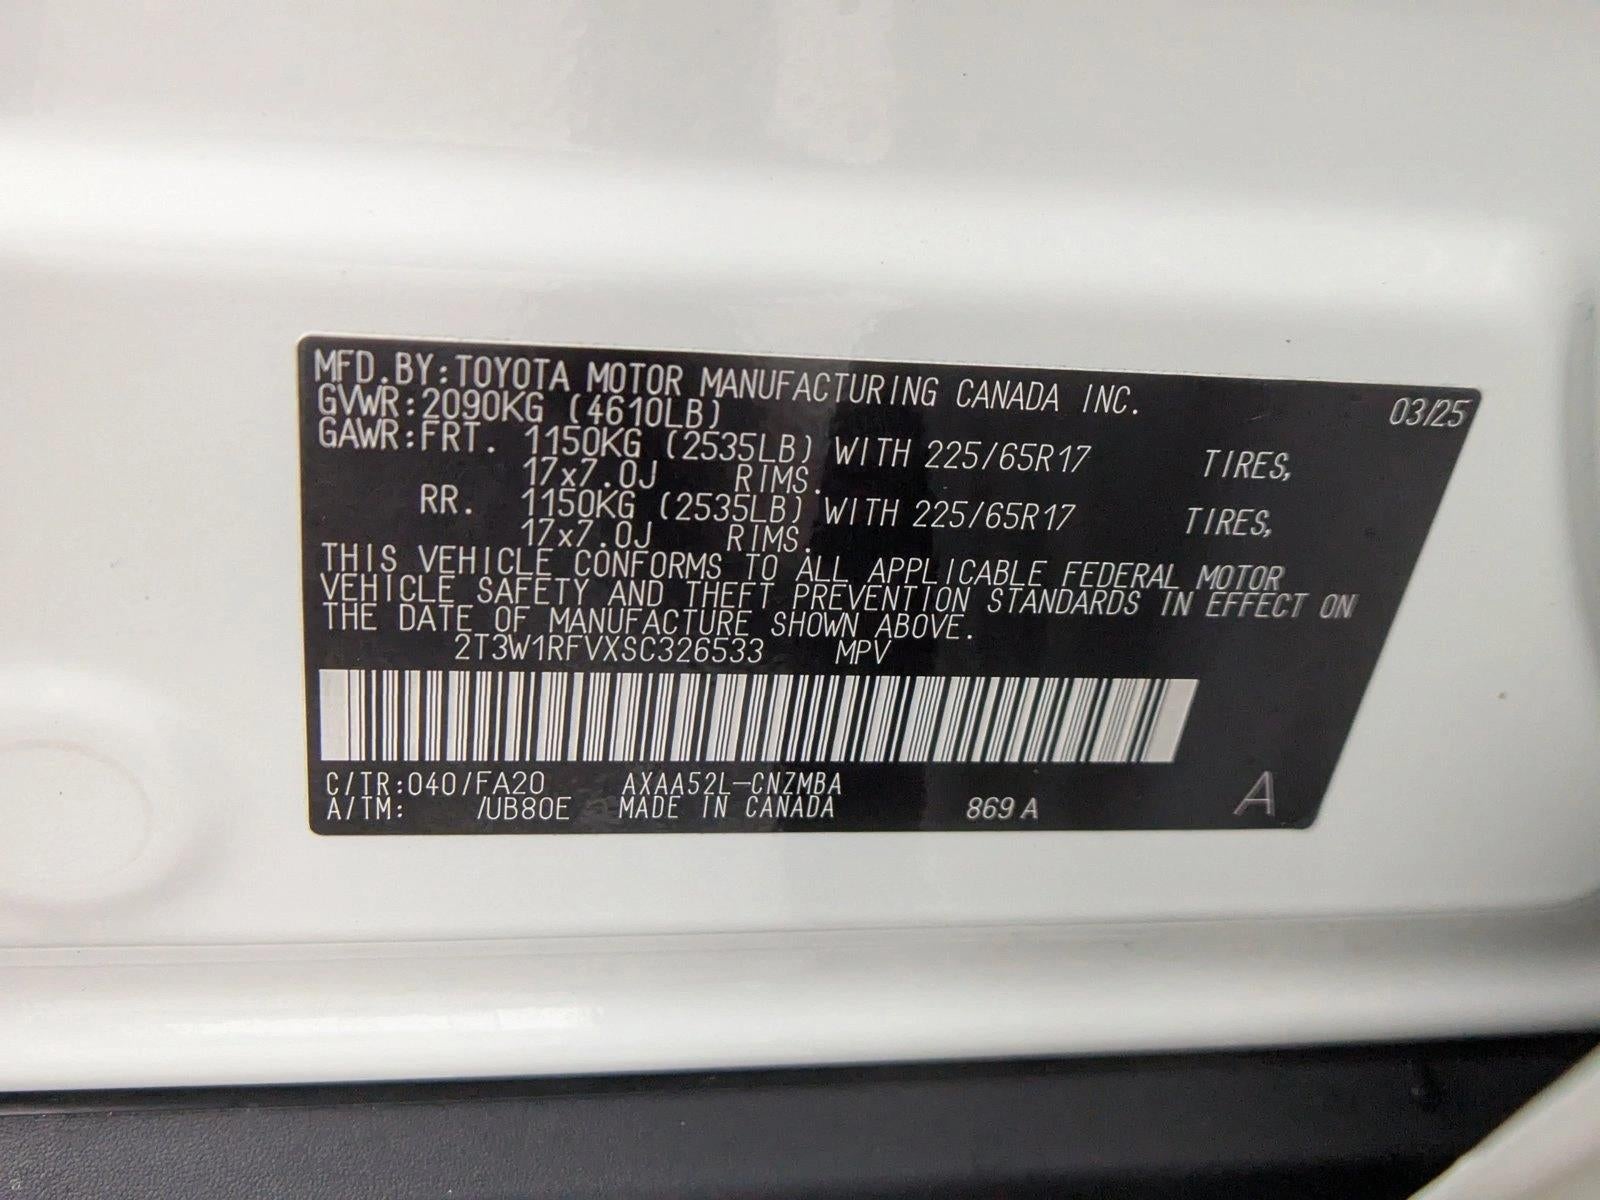 MFD.BY:TOYOTA MOTOR MANUFACTURING CANADA INC. 03/25
GVWR:2090KG (4610LB)
GAWR:FRT. 1150KG (2535LB) WITH 225/65R17 TIRES,
17x7.0J RIMS.
RR. 1150KG (2535LB) WITH 225/65R17 TIRES,
17x7.0J RIMS.
THIS VEHICLE CONFORMS TO ALL APPLICABLE FEDERAL MOTOR
VEHICLE SAFETY AND THEFT PREVENTION STANDARDS IN EFFECT ON
THE DATE OF MANUFACTURE SHOWN ABOVE.
2T3W1RFVXSC326533 MPV
C/TR:040/FA20 AXAA52L-CNZMBA
A/TM: /UB80E MADE IN CANADA 869 A A